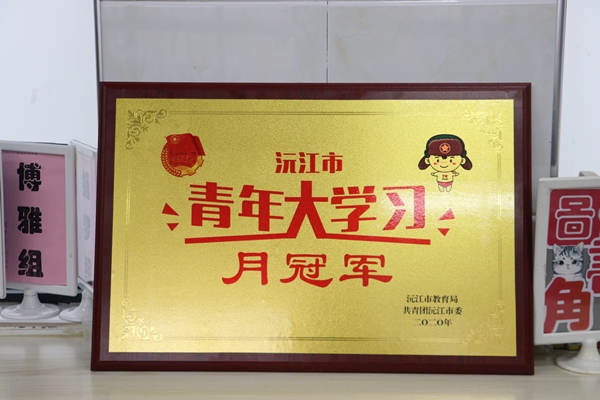 博雅组
沅江市
青年大学习
月冠军
沅江市教育局
共青团沅江市委
二〇二〇年
角